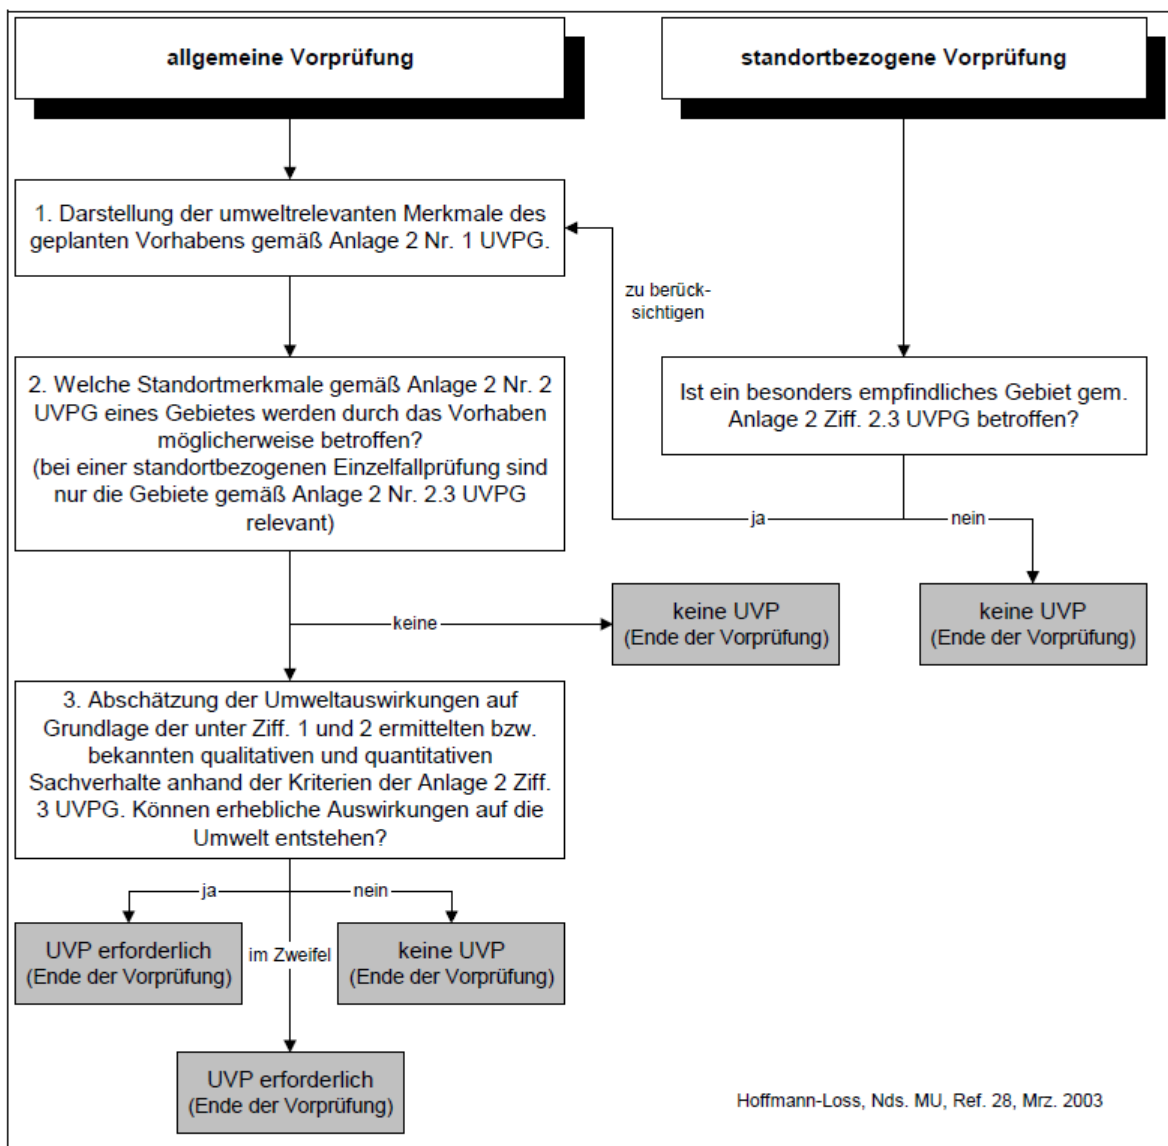 allgemeine Vorprüfung
standortbezogene Vorprüfung
1. Darstellung der umweltrelevanten Merkmale des
geplanten Vorhabens gemäß Anlage 2 Nr. 1 UVPG.
zu berück-
sichtigen
2. Welche Standortmerkmale gemäß Anlage 2 Nr. 2
UVPG eines Gebietes werden durch das Vorhaben
möglicherweise betroffen?
(bei einer standortbezogenen Einzelfallprüfung sind
nur die Gebiete gemäß Anlage 2 Nr. 2.3 UVPG
relevant)
Ist ein besonders empfindliches Gebiet gem.
Anlage 2 Ziff. 2.3 UVPG betroffen?
ja
nein
keine
keine UVP
(Ende der Vorprüfung)
keine UVP
(Ende der Vorprüfung)
3. Abschätzung der Umweltauswirkungen auf
Grundlage der unter Ziff. 1 und 2 ermittelten bzw.
bekannten qualitativen und quantitativen
Sachverhalte anhand der Kriterien der Anlage 2 Ziff.
3 UVPG. Können erhebliche Auswirkungen auf die
Umwelt entstehen?
ja
nein
UVP erforderlich
(Ende der Vorprüfung)
im Zweifel
keine UVP
(Ende der Vorprüfung)
UVP erforderlich
(Ende der Vorprüfung)
Hoffmann-Loss, Nds. MU, Ref. 28, Mrz. 2003